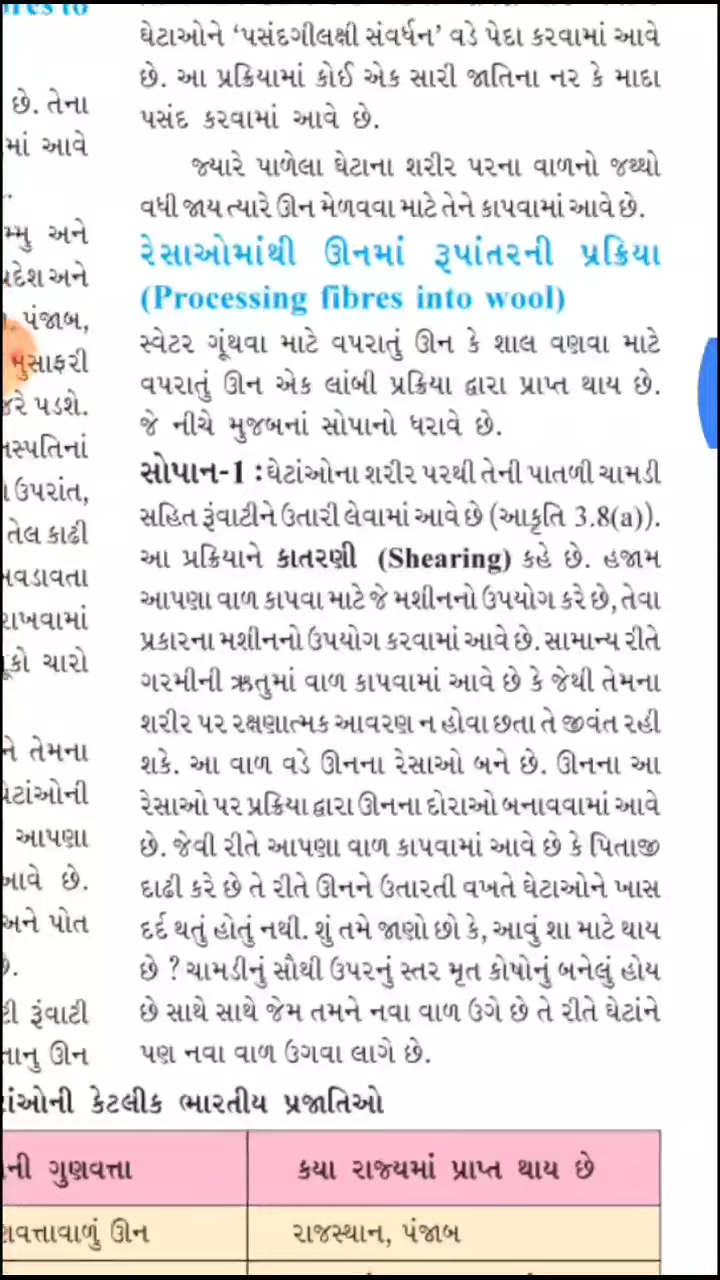 res to
છે. તેના
માં આવે
મ્મુ અને
પંજાબ,
મુસાફરી
જરે પડશે.
ઉપરાંત,
તેલ કાઢી
રાખવામાં
ચારો
ને તેમના
આપણા
આવે છે.
અને પોત
રૂંવાટી
ઊન
ઘેટાઓને ‘પસંદગીલક્ષી સંવર્ધન’ વડે પેદા કરવામાં આવે
છે. આ પ્રક્રિયામાં કોઈ એક સારી જાતિના નર કે માદા
પસંદ કરવામાં આવે છે.
જ્યારે પાળેલા ઘેટાના શરીર પરના વાળનો જથ્થો
વધી જાય ત્યારે ઊન મેળવવા માટે તેને કાપવામાં આવે છે.
રેસાઓમાંથી ઊનમાં રૂપાંતરની પ્રક્રિયા
(Processing fibres into wool)
સ્વેટર ગૂંથવા માટે વપરાતું ઊન કે શાલ વણવા માટે
વપરાતું ઊન એક લાંબી પ્રક્રિયા દ્વારા પ્રાપ્ત થાય છે.
જે નીચે મુજબનાં સોપાનો ધરાવે છે.
સોપાન-1 : ઘેટાંઓના શરીર પરથી તેની પાતળી ચામડી
સહિત રૂંવાટીને ઉતારી લેવામાં આવે છે (આકૃતિ 3.8(a)).
આ પ્રક્રિયાને કાતરણી (Shearing) કહે છે. હજામ
આપણા વાળ કાપવા માટે જે મશીનનો ઉપયોગ કરે છે, તેવા
પ્રકારના મશીનનો ઉપયોગ કરવામાં આવે છે. સામાન્ય રીતે
ગરમીની ઋતુમાં વાળ કાપવામાં આવે છે કે જેથી તેમના
શરીર પર રક્ષણાત્મક આવરણ ન હોવા છતા તે જીવંત રહી
શકે. આ વાળ વડે ઊનના રેસાઓ બને છે. ઊનના આ
રેસાઓ પર પ્રક્રિયા દ્વારા ઊનના દોરાઓ બનાવવામાં આવે
છે. જેવી રીતે આપણા વાળ કાપવામાં આવે છે કે પિતાજી
દાઢી કરે છે તે રીતે ઊનને ઉતારતી વખતે ઘેટાઓને ખાસ
દર્દ થતું હોતું નથી. શું તમે જાણો છો કે, આવું શા માટે થાય
છે ? ચામડીનું સૌથી ઉપરનું સ્તર મૃત કોષોનું બનેલું હોય
છે સાથે સાથે જેમ તમને નવા વાળ ઉગે છે તે રીતે ઘેટાંને
પણ નવા વાળ ઉગવા લાગે છે.
કેટલીક ભારતીય પ્રજાતિઓ
ની ગુણવત્તા
કયા રાજ્યમાં પ્રાપ્ત થાય છે
ઊન
રાજસ્થાન, પંજાબ